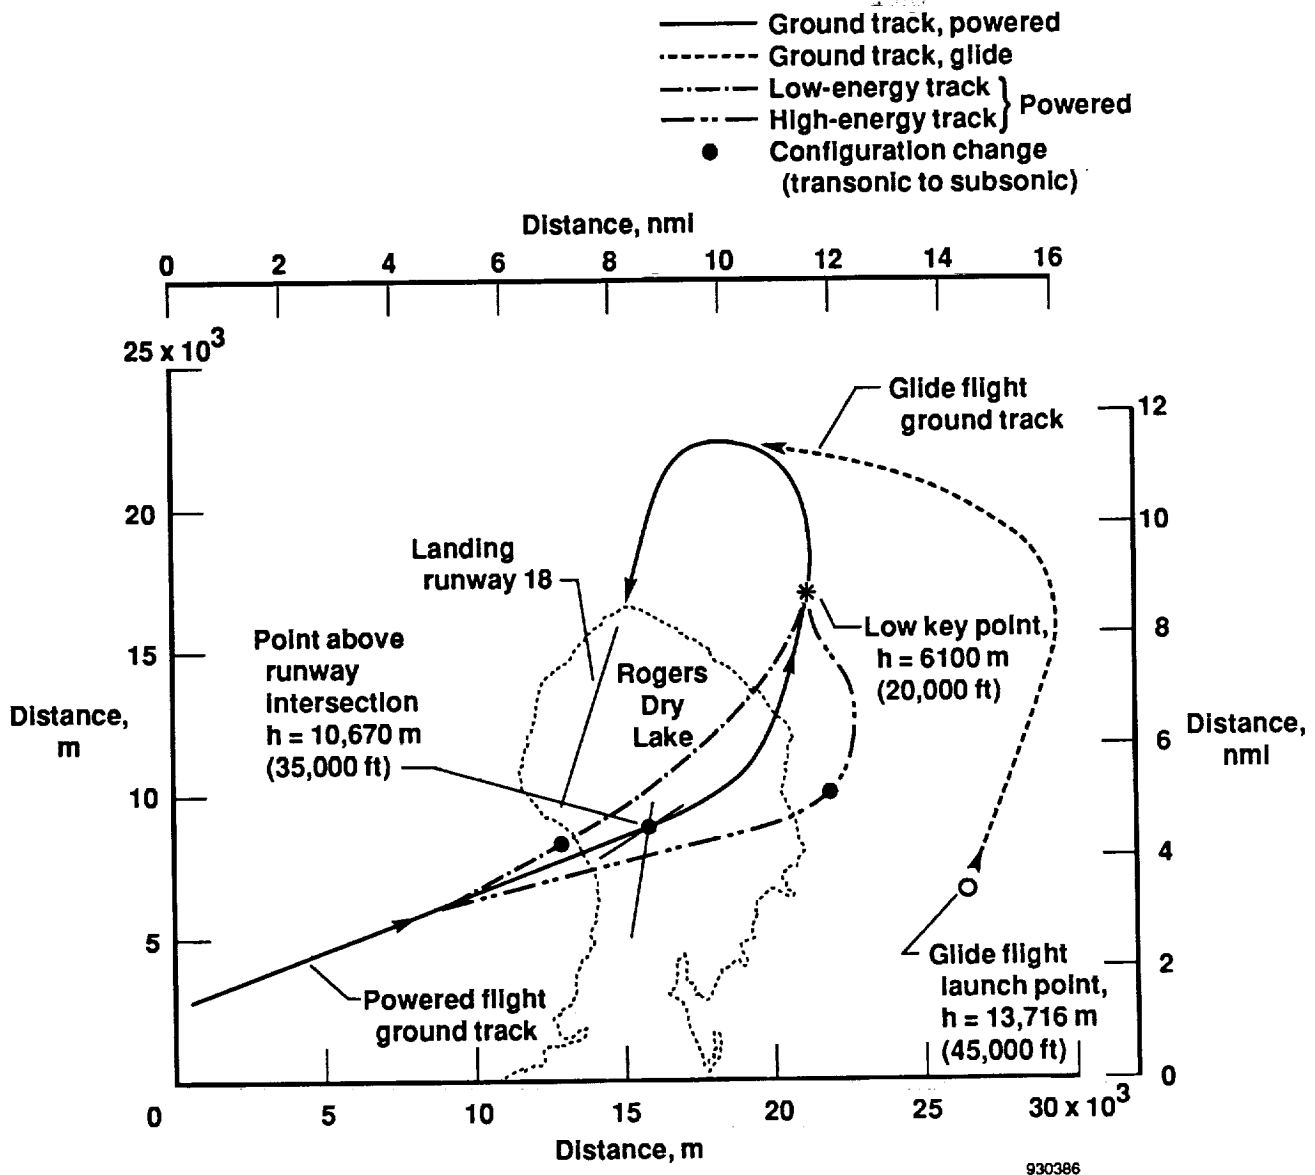 Ground track, powered
Ground track, glide
Low-energy track
High-energy track
Powered
Configuration change
(transonic to subsonic)
Distance, nmi
0 2 4 6 8 10 12 14 16
25 x 10³
20
15
10
5
0
Distance,
m
Glide flight
ground track
12
10
8
6
4
2
0
Distance,
nmi
Landing
runway 18
Point above
runway
intersection
h = 10,670 m
(35,000 ft)
Rogers
Dry
Lake
Low key point,
h = 6100 m
(20,000 ft)
Powered flight
ground track
Glide flight
launch point,
h = 13,716 m
(45,000 ft)
5 10 15 20 25 30 x 10³
Distance, m
930386